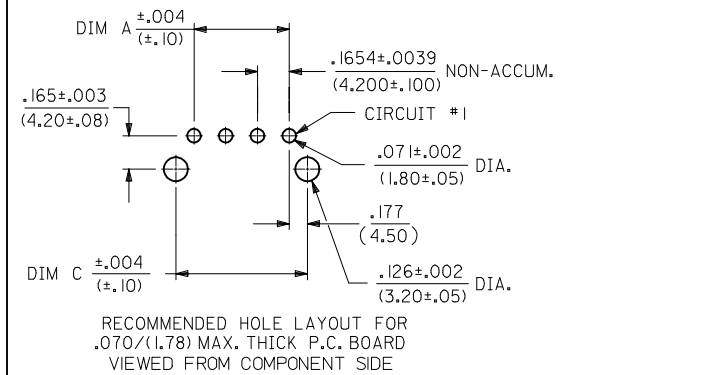 DIM A ±.004
(±.10)
.1654±.0039
(4.200±.100) NON-ACCUM.
.165±.003
(4.20±.08)
CIRCUIT #1
.071±.002
(1.80±.05) DIA.
.177
(4.50)
DIM C ±.004
(±.10)
.126±.002
(3.20±.05) DIA.
RECOMMENDED HOLE LAYOUT FOR
.070/(1.78) MAX. THICK P.C. BOARD
VIEWED FROM COMPONENT SIDE